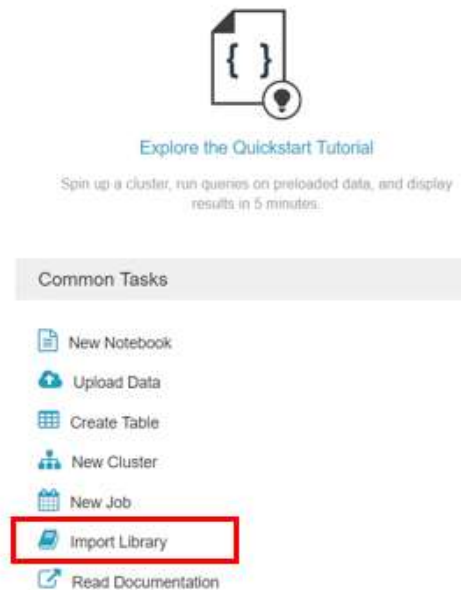 { }
Explore the Quickstart Tutorial
Spin up a cluster, run queries on preloaded data, and display
results in 5 minutes.
Common Tasks
New Notebook
Upload Data
Create Table
New Cluster
New Job
Import Library
Read Documentation